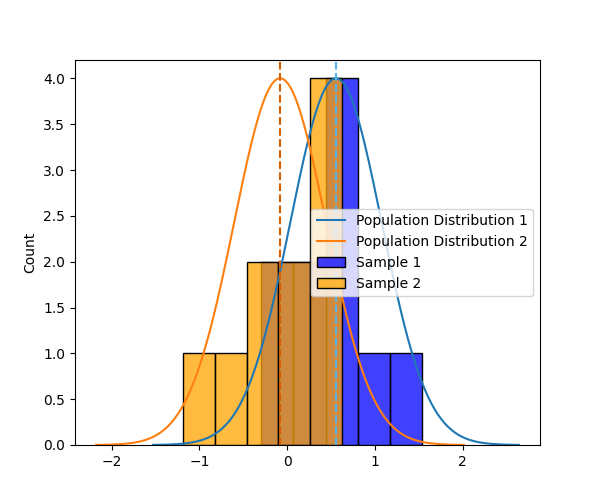 4.0
3.5
3.0
2.5
2.0
1.5
1.0
0.5
0.0
Count
Population Distribution 1
Population Distribution 2
Sample 1
Sample 2
−2 −1 0 1 2